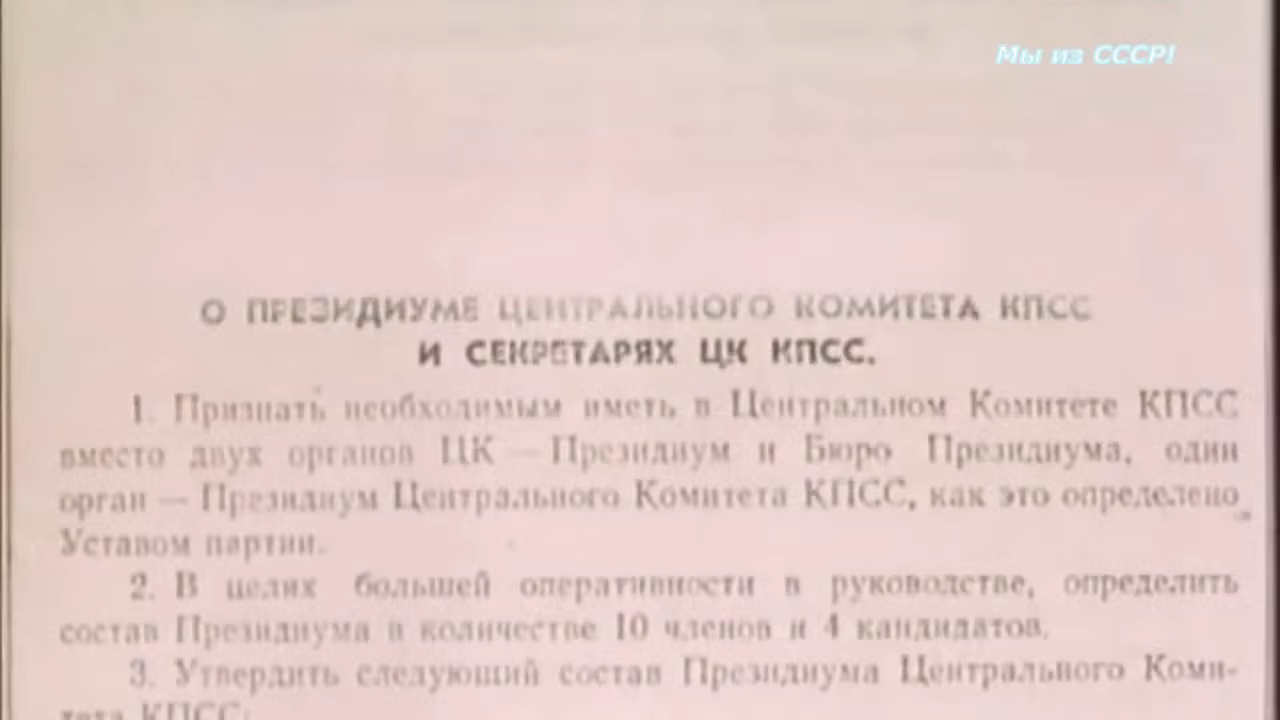 Мы из СССР!
О ПРЕЗИДИУМЕ ЦЕНТРАЛЬНОГО КОМИТЕТА КПСС
И СЕКРЕТАРЯХ ЦК КПСС.
1. Признать необходимым иметь в Центральном Комитете КПСС
вместо двух органов ЦК — Президиум и Бюро Президиума, один
орган — Президиум Центрального Комитета КПСС, как это определено
Уставом партии.
2. В целях большей оперативности в руководстве, определить
состав Президиума в количестве 10 членов и 4 кандидатов.
3. Утвердить следующий состав Президиума Центрального Коми-
тета КПСС: